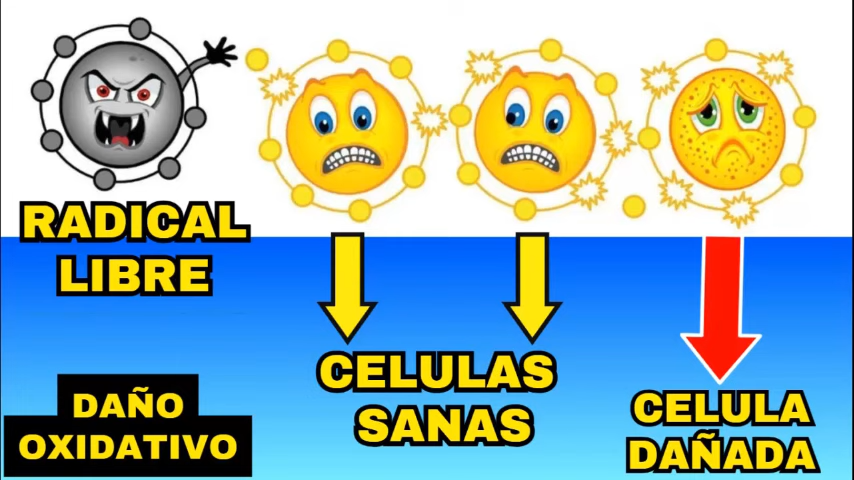 RADICAL
LIBRE
CELULAS
SANAS
CELULA
DAÑADA
DAÑO
OXIDATIVO